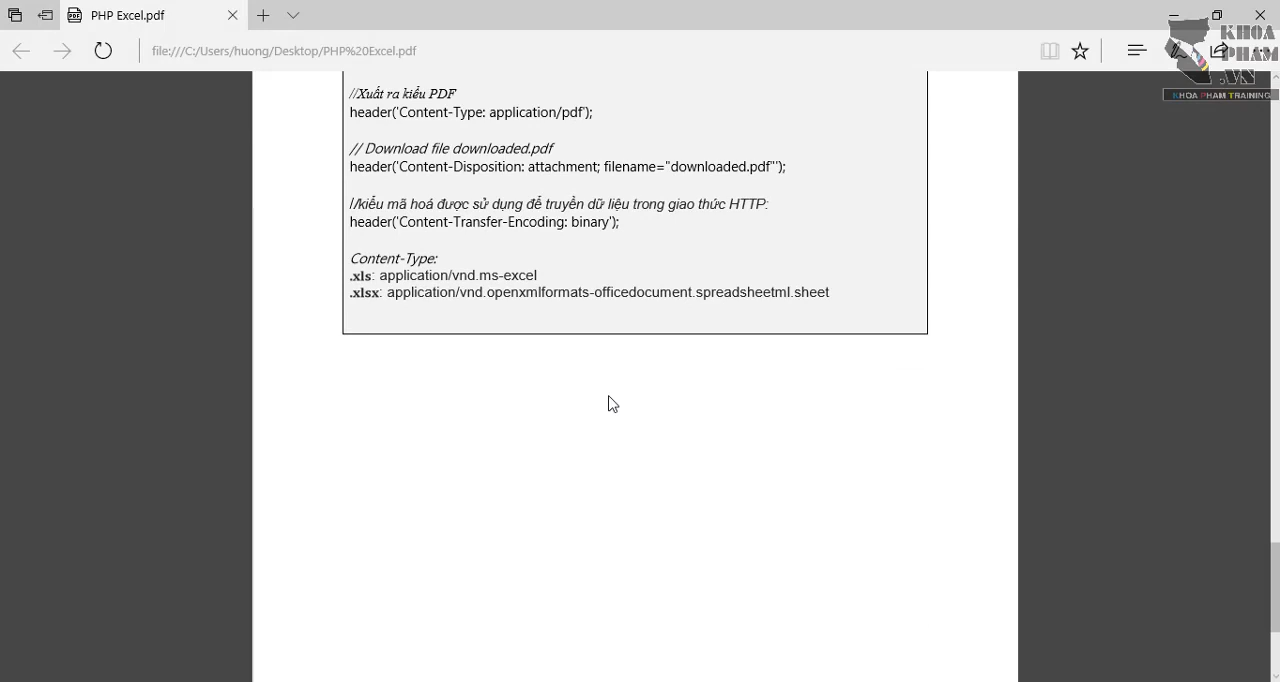 PHP Excel.pdf
file:///C:/Users/huong/Desktop/PHP%20Excel.pdf
KHOA
PHAM
.VN
KHOA PHAM TRAINING
//Xuất ra kiểu PDF
header('Content-Type: application/pdf');
// Download file downloaded.pdf
header('Content-Disposition: attachment; filename="downloaded.pdf"');
//kiểu mã hoá được sử dụng để truyền dữ liệu trong giao thức HTTP:
header('Content-Transfer-Encoding: binary');
Content-Type:
.xls: application/vnd.ms-excel
.xlsx: application/vnd.openxmlformats-officedocument.spreadsheetml.sheet